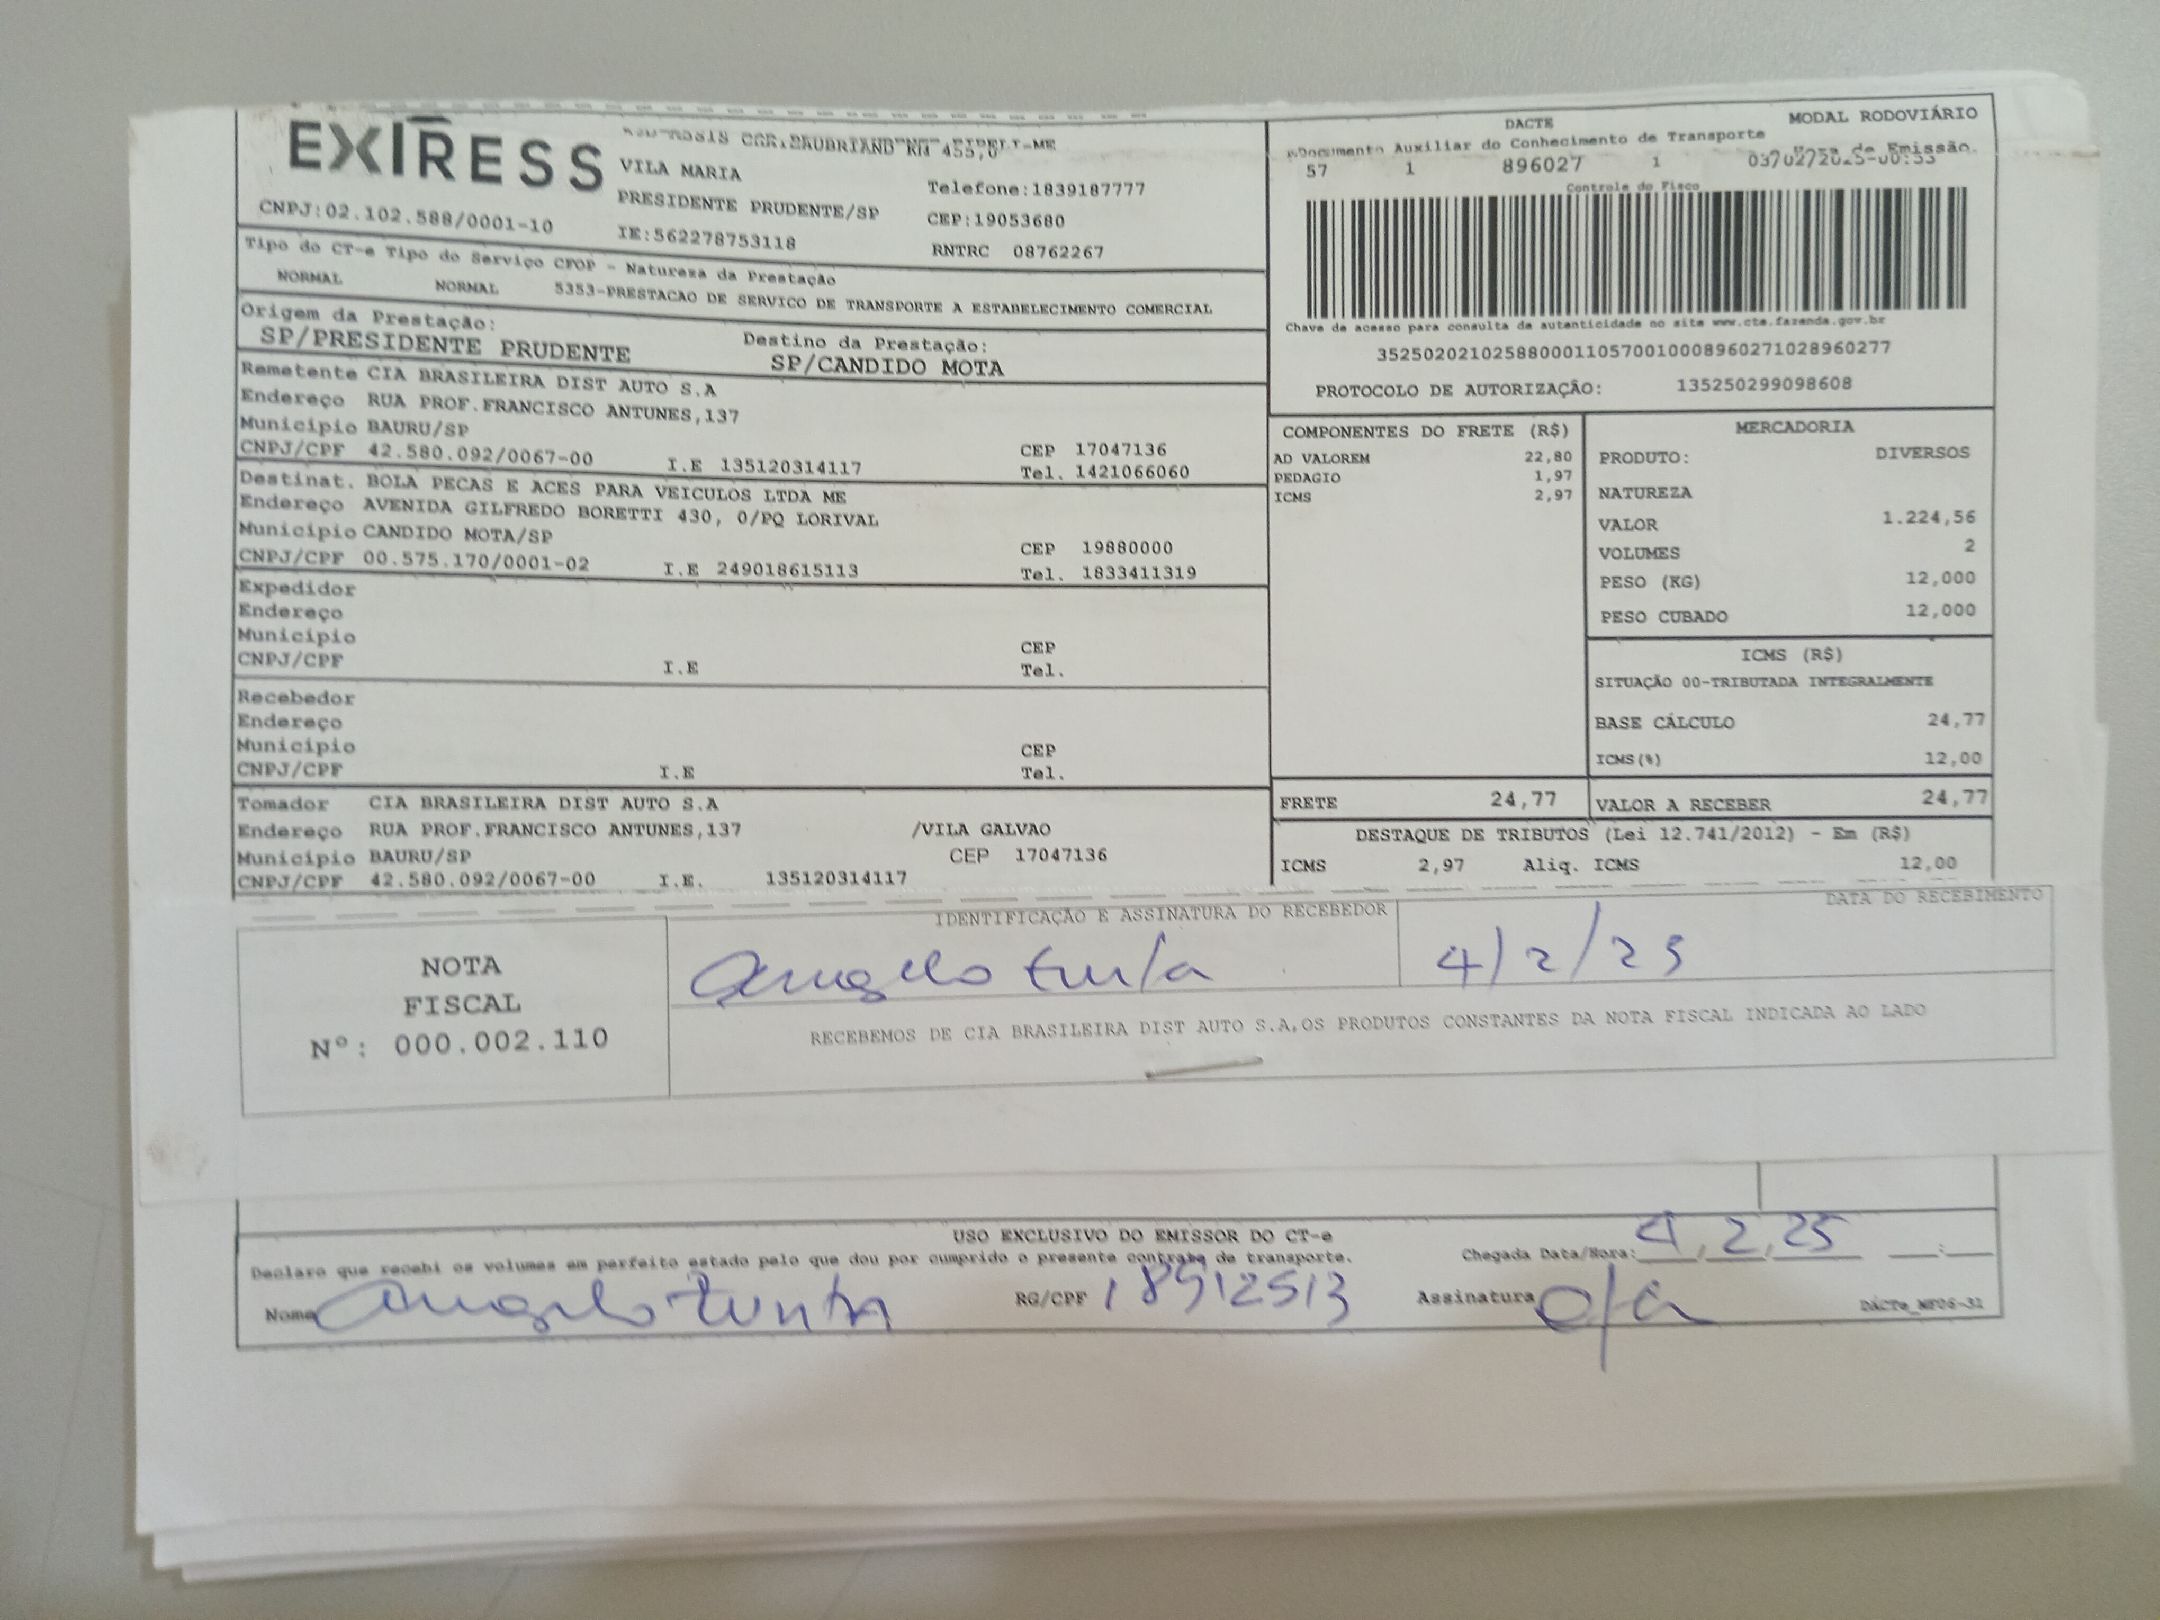 EXIRESS
VILA MARIA
PRESIDENTE PRUDENTE/SP
Telefone:1839187777
CEP:19053680
CNPJ:02.102.588/0001-10
IE:562278753118
RNTRC 08762267
Tipo do CT-e Tipo do Serviço CFOP - Natureza da Prestação
NORMAL NORMAL 5353-PRESTACAO DE SERVICO DE TRANSPORTE A ESTABELECIMENTO COMERCIAL
Origem da Prestação:
SP/PRESIDENTE PRUDENTE
Destino da Prestação:
SP/CANDIDO MOTA
Remetente CIA BRASILEIRA DIST AUTO S.A
Endereço RUA PROF.FRANCISCO ANTUNES,137
Município BAURU/SP
CEP 17047136
CNPJ/CPF 42.580.092/0067-00 I.E 135120314117 Tel. 1421066060
Destinat. BOLA PECAS E ACES PARA VEICULOS LTDA ME
Endereço AVENIDA GILFREDO BORETTI 430, 0/PQ LORIVAL
Município CANDIDO MOTA/SP
CEP 19880000
CNPJ/CPF 00.575.170/0001-02 I.E 249018615113 Tel. 1833411319
Expedidor
Endereço
Município CEP
CNPJ/CPF I.E Tel.
Recebedor
Endereço
Município CEP
CNPJ/CPF I.E Tel.
Tomador CIA BRASILEIRA DIST AUTO S.A
Endereço RUA PROF.FRANCISCO ANTUNES,137 /VILA GALVAO
Município BAURU/SP CEP 17047136
CNPJ/CPF 42.580.092/0067-00 I.E. 135120314117
DACTE MODAL RODOVIÁRIO
Documento Auxiliar do Conhecimento de Transporte de Emissão.
57 1 896027 1
Controle do Fisco
Chave de acesso para consulta de autenticidade no site www.cte.fazenda.gov.br
35250202102588000110570010008960271028960277
PROTOCOLO DE AUTORIZAÇÃO: 135250299098608
COMPONENTES DO FRETE (R$)
AD VALOREM 22,80
PEDAGIO 1,97
ICMS 2,97
MERCADORIA
PRODUTO: DIVERSOS
NATUREZA
VALOR 1.224,56
VOLUMES 2
PESO (KG) 12,000
PESO CUBADO 12,000
ICMS (R$)
SITUAÇÃO 00-TRIBUTADA INTEGRALMENTE
BASE CÁLCULO 24,77
ICMS(%) 12,00
FRETE 24,77 VALOR A RECEBER 24,77
DESTAQUE DE TRIBUTOS (Lei 12.741/2012) - Em (R$)
ICMS 2,97 Aliq. ICMS 12,00
IDENTIFICAÇÃO E ASSINATURA DO RECEBEDOR DATA DO RECEBIMENTO
NOTA
FISCAL
Nº: 000.002.110
Angelo
4/2/25
RECEBEMOS DE CIA BRASILEIRA DIST AUTO S.A,OS PRODUTOS CONSTANTES DA NOTA FISCAL INDICADA AO LADO
USO EXCLUSIVO DO EMISSOR DO CT-e
Declaro que recebi os volumes em perfeito estado pelo que dou por cumprido o presente contrato de transporte.
Chegada Data/Hora: 4, 2, 25 :
Nome Angelo RG/CPF 18512513 Assinatura